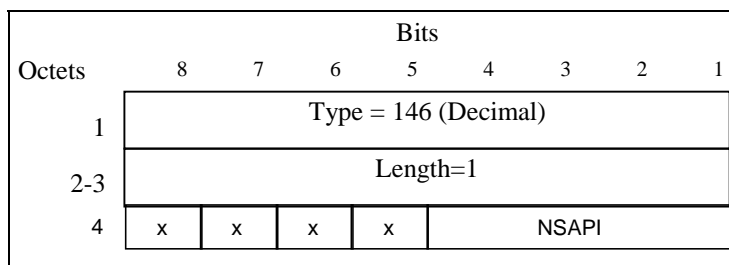 Bits
Octets 8 7 6 5 4 3 2 1
1 Type = 146 (Decimal)
2-3 Length=1
4 x x x x NSAPI